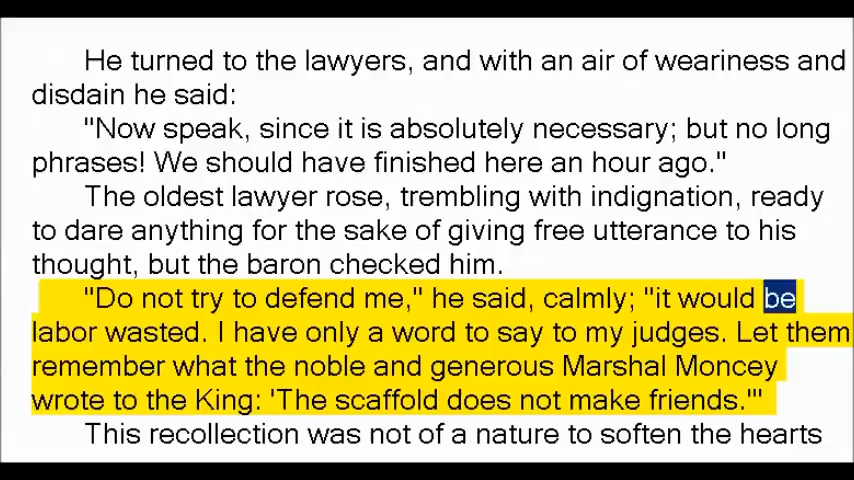 He turned to the lawyers, and with an air of weariness and
disdain he said:
"Now speak, since it is absolutely necessary; but no long
phrases! We should have finished here an hour ago."
The oldest lawyer rose, trembling with indignation, ready
to dare anything for the sake of giving free utterance to his
thought, but the baron checked him.
"Do not try to defend me," he said, calmly; "it would be
labor wasted. I have only a word to say to my judges. Let them
remember what the noble and generous Marshal Moncey
wrote to the King: 'The scaffold does not make friends.'"
This recollection was not of a nature to soften the hearts